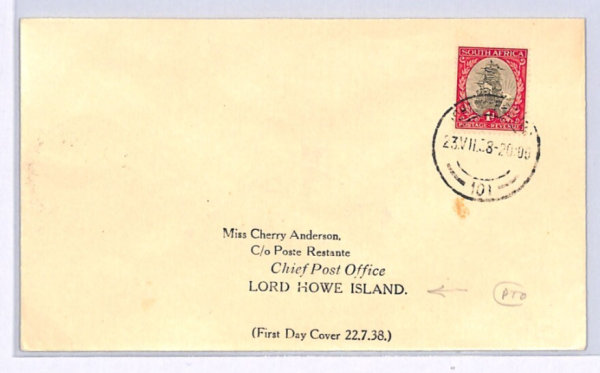 SOUTH AFRICA
1D
POSTAGE REVENUE
23.VII.38-20 00
101
Miss Cherry Anderson,
C/o Poste Restante
Chief Post Office
LORD HOWE ISLAND.
PTO
(First Day Cover 22.7.38.)